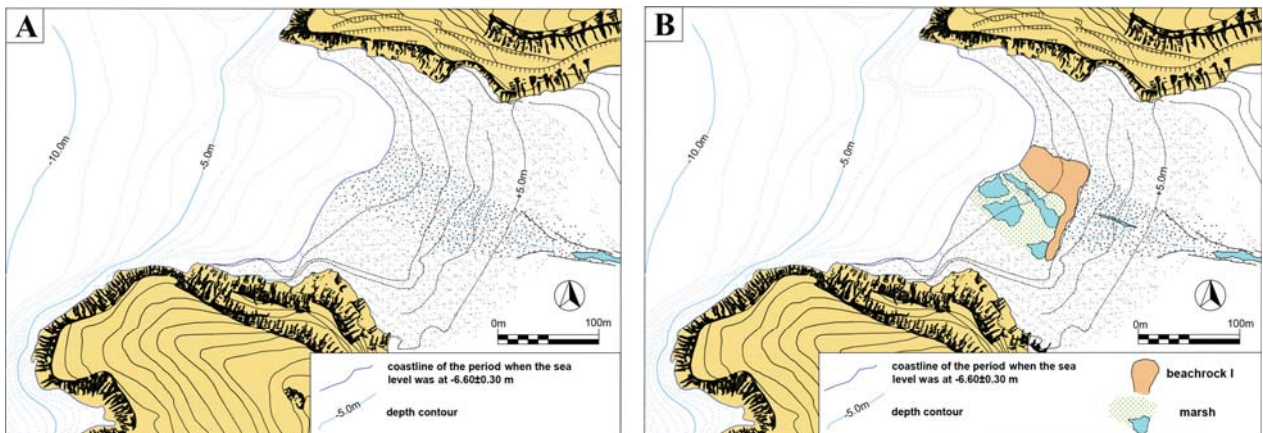 A
-10.0m
-5.0m
+5.0m
0m 100m
coastline of the period when the sea
level was at -6.60±0.30 m
-5.0m depth contour
B
-10.0m
-5.0m
+5.0m
0m 100m
coastline of the period when the sea
level was at -6.60±0.30 m
beachrock I
-5.0m depth contour
marsh